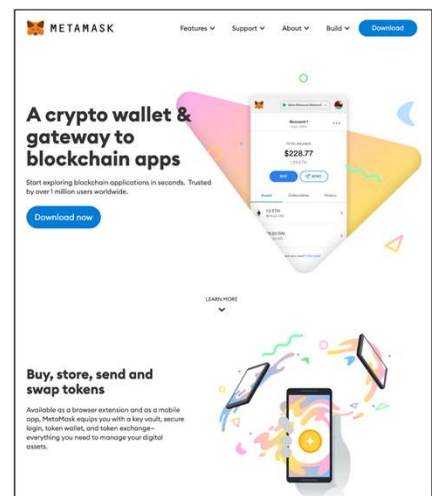 METAMASK
Features Support About Build Download
A crypto wallet &
gateway to
blockchain apps
Start exploring blockchain applications in seconds. Trusted
by over 1 million users worldwide.
Download now
Account 1
TOTAL BALANCE
$228.77
BUY SEND
LEARN MORE
Buy, store, send and
swap tokens
Available as a browser extension and as a mobile
app, MetaMask equips you with a key vault, secure
login, token wallet, and token exchange—
everything you need to manage your digital
assets.